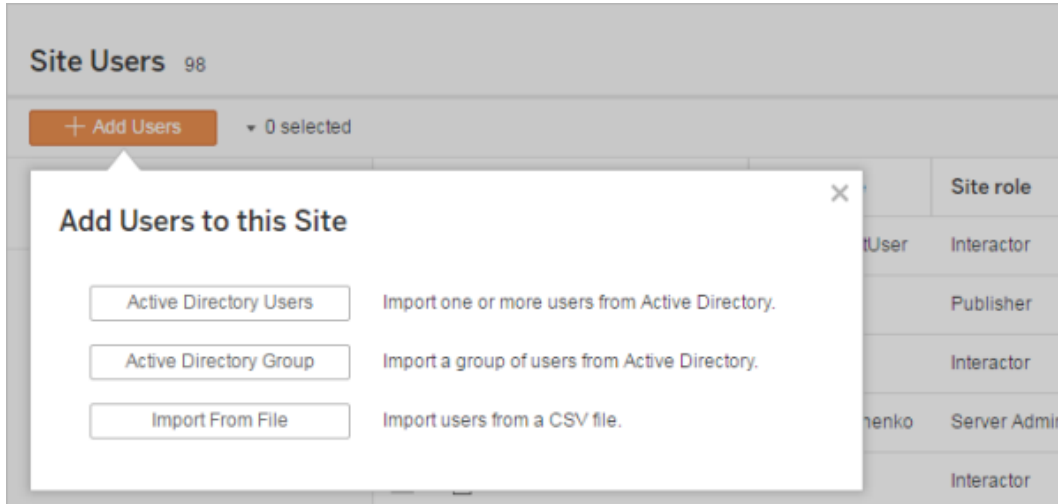 Site Users 98
+ Add Users 0 selected
Site role
Add Users to this Site
tUser Interactor
Active Directory Users Import one or more users from Active Directory.
Publisher
Active Directory Group Import a group of users from Active Directory.
Interactor
Import From File Import users from a CSV file.
henko Server Admin
Interactor